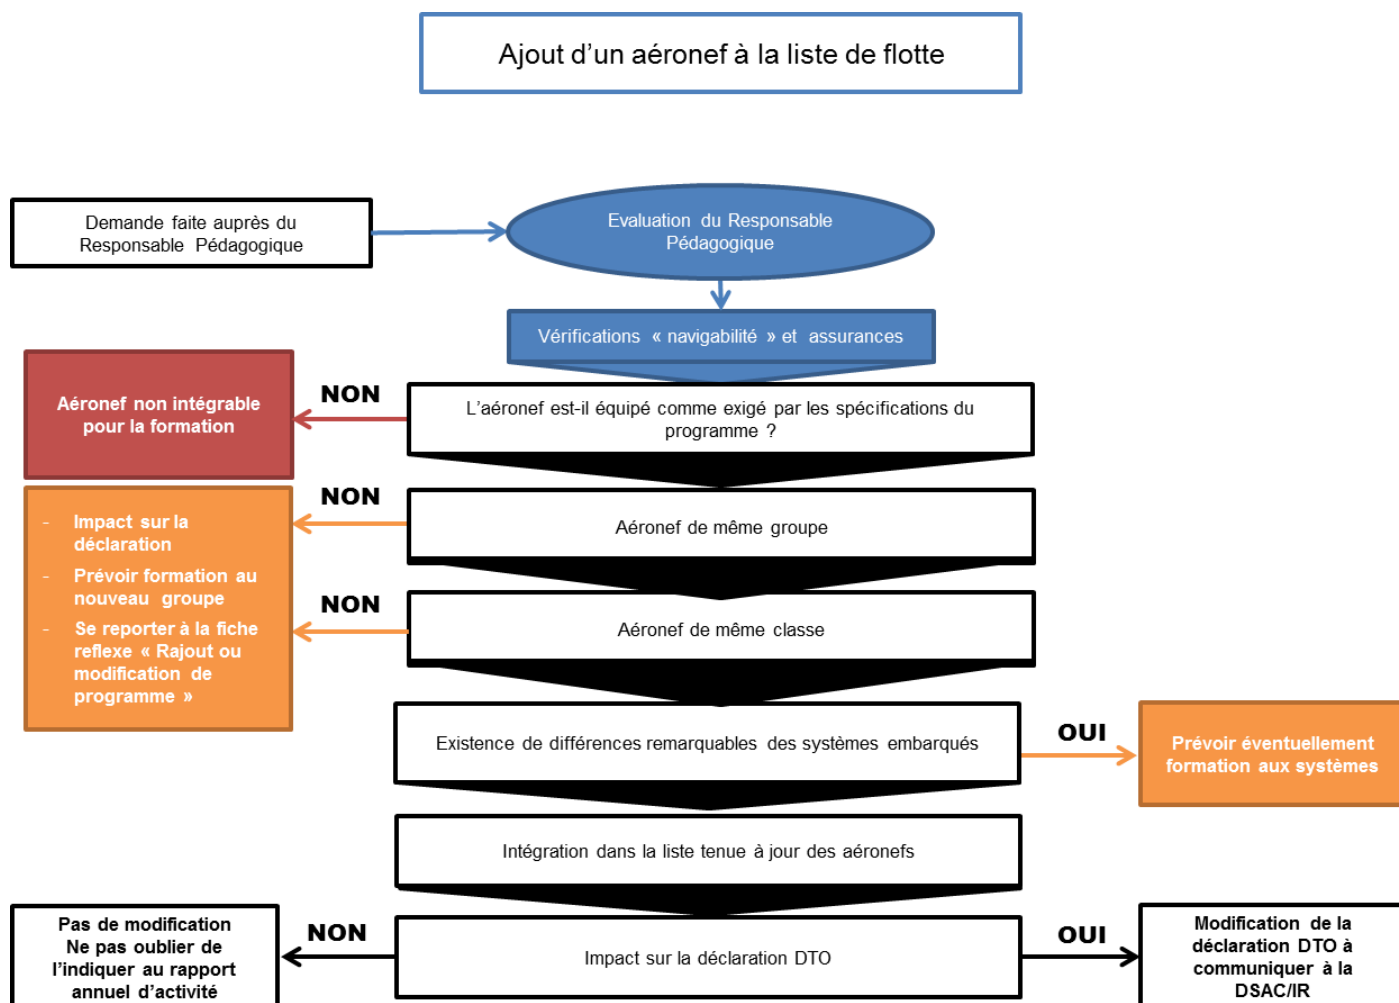 Ajout d’un aéronef à la liste de flotte
Demande faite auprès du
Responsable Pédagogique
Evaluation du Responsable
Pédagogique
Vérifications « navigabilité » et assurances
Aéronef non intégrable
pour la formation
NON
L’aéronef est-il équipé comme exigé par les spécifications du
programme ?
- Impact sur la
déclaration
- Prévoir formation au
nouveau groupe
- Se reporter à la fiche
reflexe « Rajout ou
modification de
programme »
NON
Aéronef de même groupe
NON
Aéronef de même classe
Existence de différences remarquables des systèmes embarqués
OUI
Prévoir éventuellement
formation aux systèmes
Intégration dans la liste tenue à jour des aéronefs
Pas de modification
Ne pas oublier de
l’indiquer au rapport
annuel d’activité
NON
Impact sur la déclaration DTO
OUI
Modification de la
déclaration DTO à
communiquer à la
DSAC/IR